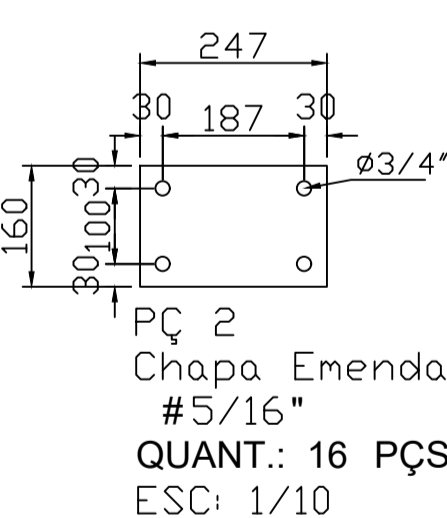 247
30 187 30
ø3/4"
160
30
100
30
PÇ 2
Chapa Emenda
#5/16"
QUANT.: 16 PÇS
ESC: 1/10